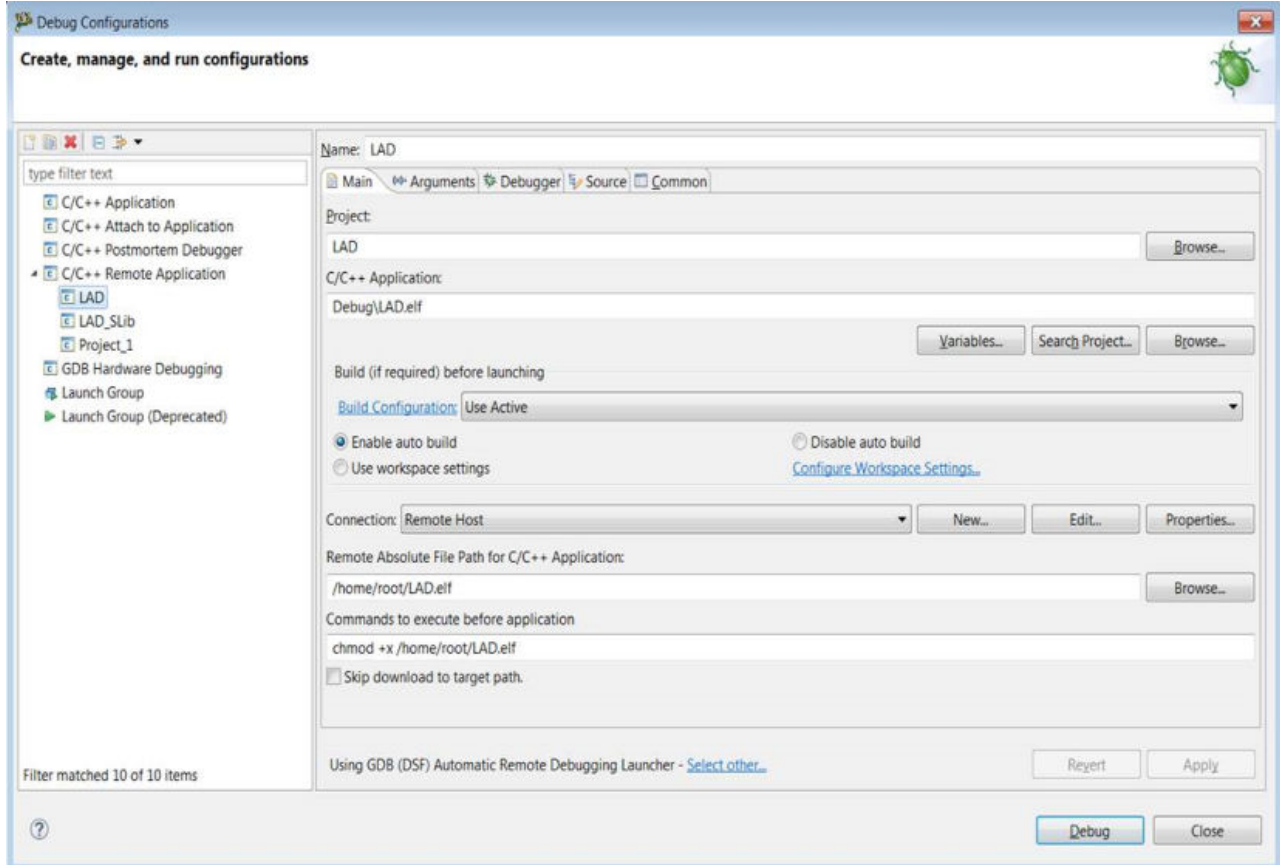 Debug Configurations
Create, manage, and run configurations
type filter text
C/C++ Application
C/C++ Attach to Application
C/C++ Postmortem Debugger
C/C++ Remote Application
LAD
LAD_SLib
Project_1
GDB Hardware Debugging
Launch Group
Launch Group (Deprecated)
Filter matched 10 of 10 items
Name: LAD
Main Arguments Debugger Source Common
Project:
LAD Browse...
C/C++ Application:
Debug\LAD.elf
Variables... Search Project... Browse...
Build (if required) before launching
Build Configuration: Use Active
Enable auto build Disable auto build
Use workspace settings Configure Workspace Settings...
Connection: Remote Host New... Edit... Properties...
Remote Absolute File Path for C/C++ Application:
/home/root/LAD.elf Browse...
Commands to execute before application
chmod +x /home/root/LAD.elf
Skip download to target path.
Using GDB (DSF) Automatic Remote Debugging Launcher - Select other...
Revert Apply
Debug Close